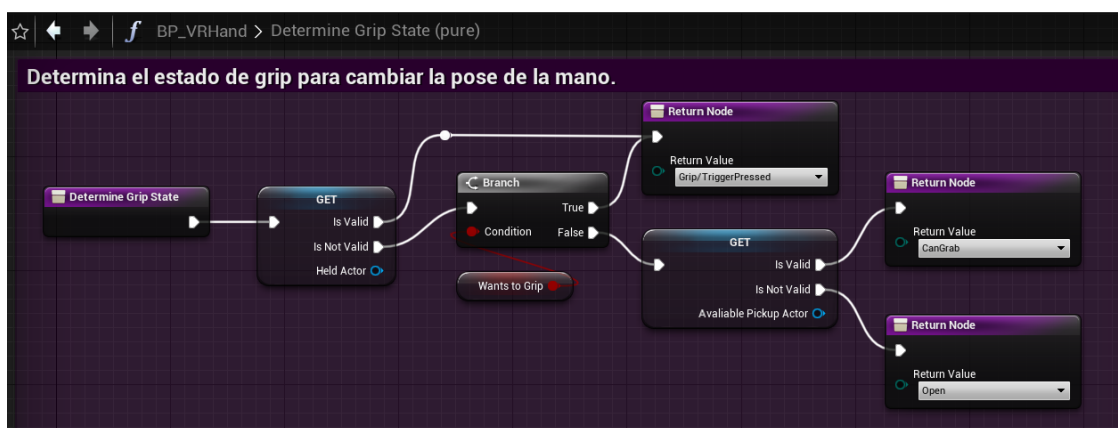 f BP_VRHand > Determine Grip State (pure)
Determina el estado de grip para cambiar la pose de la mano.
Determine Grip State
GET
Is Valid
Is Not Valid
Held Actor
Branch
True
Condition
False
Wants to Grip
Return Node
Return Value
Grip/TriggerPressed
GET
Is Valid
Is Not Valid
Avaliable Pickup Actor
Return Node
Return Value
CanGrab
Return Node
Return Value
Open